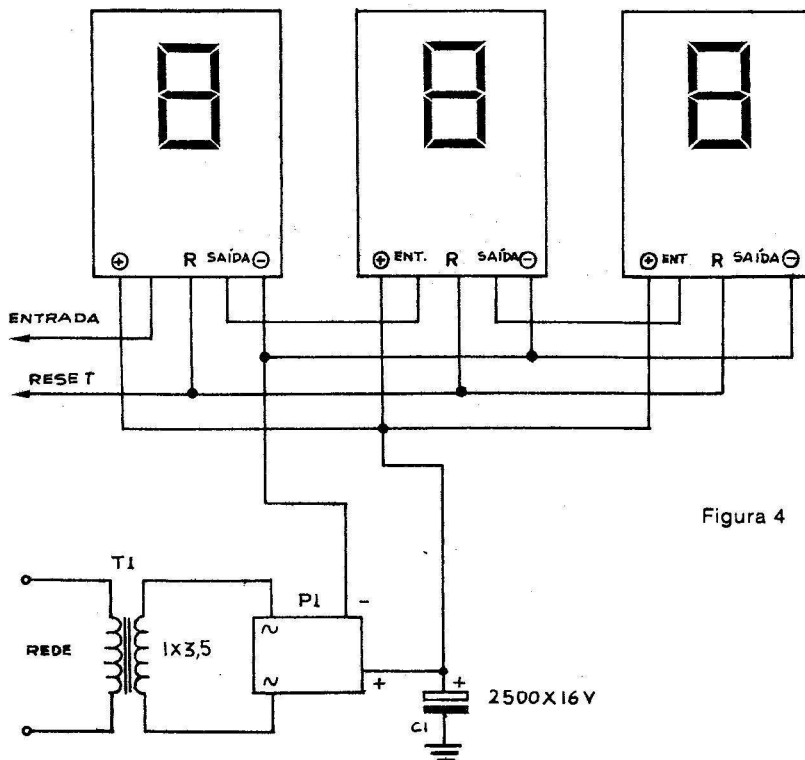 ⊕ R SAÍDA ⊖
⊕ ENT. R SAÍDA ⊖
⊕ ENT R SAÍDA ⊖
ENTRADA
RESET
Figura 4
T1
P1
-
~
REDE
1x3,5
~
+
+
2500X16V
C1